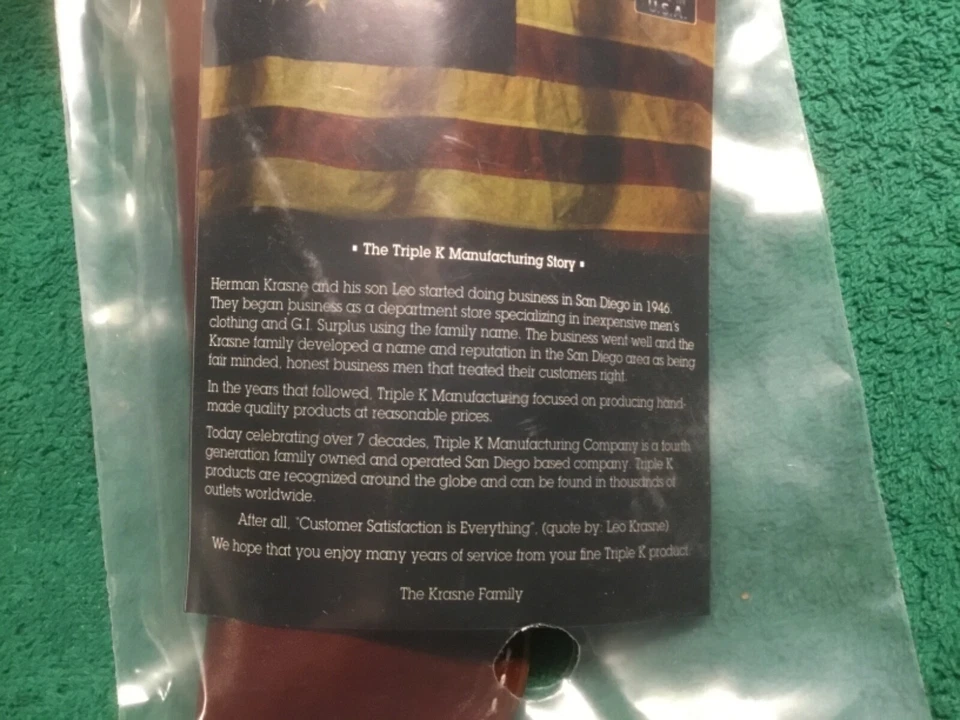 U.S.A.
▪ The Triple K Manufacturing Story ▪
Herman Krasne and his son Leo started doing business in San Diego in 1946.
They began business as a department store specializing in inexpensive men's
clothing and G.I. Surplus using the family name. The business went well and the
Krasne family developed a name and reputation in the San Diego area as being
fair minded, honest business men that treated their customers right.
In the years that followed, Triple K Manufacturing focused on producing hand-
made quality products at reasonable prices.
Today celebrating over 7 decades, Triple K Manufacturing Company is a fourth
generation family owned and operated San Diego based company. Triple K
products are recognized around the globe and can be found in thousands of
outlets worldwide.
After all, "Customer Satisfaction is Everything", (quote by: Leo Krasne)
We hope that you enjoy many years of service from your fine Triple K product
The Krasne Family